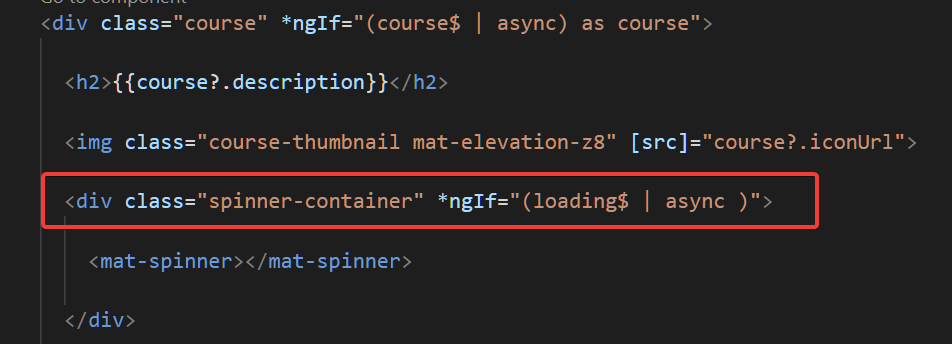 Go to component
<div class="course" *ngIf="(course$ | async) as course">
<h2>{{course?.description}}</h2>
<img class="course-thumbnail mat-elevation-z8" [src]="course?.iconUrl">
<div class="spinner-container" *ngIf="(loading$ | async )">
<mat-spinner></mat-spinner>
</div>